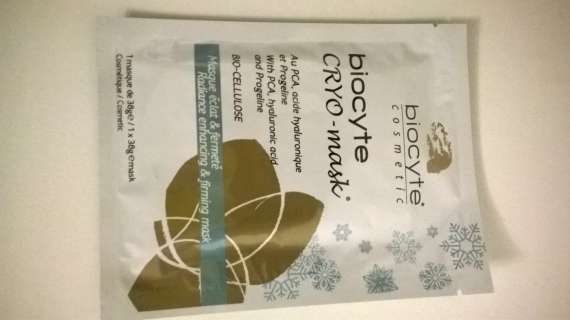 biocyte®
cosmetic
biocyte
CRYO-mask®
Au PCA, acide hyaluronique
et Progeline
With PCA, hyaluronic acid
and Progeline
BIO-CELLULOSE
Masque éclat & fermeté
Radiance enhancing & firming mask
1 masque de 38g℮ / 1 x 38g℮ mask
Cosmétique / Cosmetic